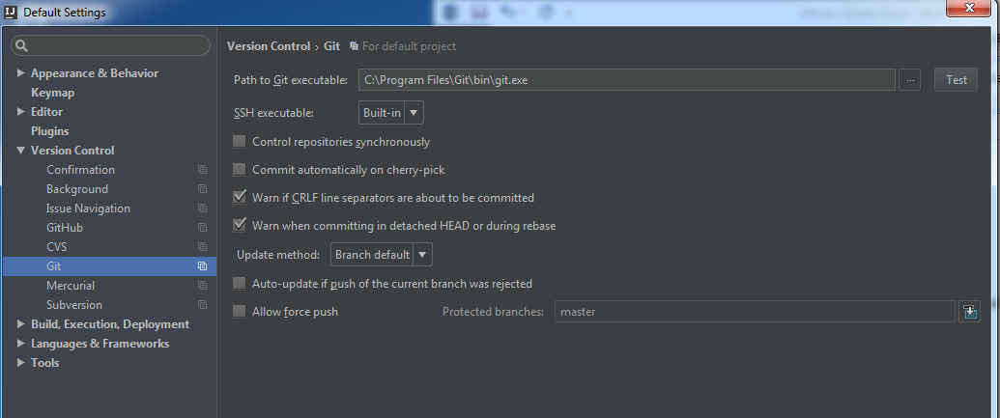 IJ Default Settings
Version Control › Git For default project
Appearance & Behavior
Keymap
Editor
Plugins
Version Control
Confirmation
Background
Issue Navigation
GitHub
CVS
Git
Mercurial
Subversion
Build, Execution, Deployment
Languages & Frameworks
Tools
Path to Git executable: C:\Program Files\Git\bin\git.exe ... Test
SSH executable: Built-in
Control repositories synchronously
Commit automatically on cherry-pick
Warn if CRLF line separators are about to be committed
Warn when committing in detached HEAD or during rebase
Update method: Branch default
Auto-update if push of the current branch was rejected
Allow force push Protected branches: master